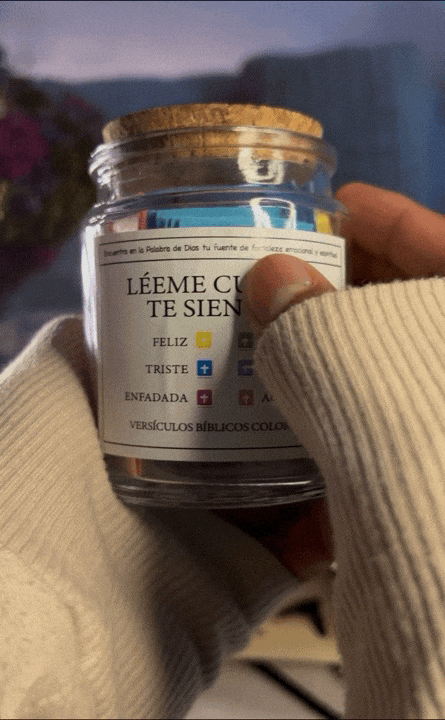 Encuentra en la Palabra de Dios tu fuente de fortaleza emocional y espiritual
LÉEME CU
TE SIEN
FELIZ
TRISTE
ENFADADA
VERSÍCULOS BÍBLICOS COLO